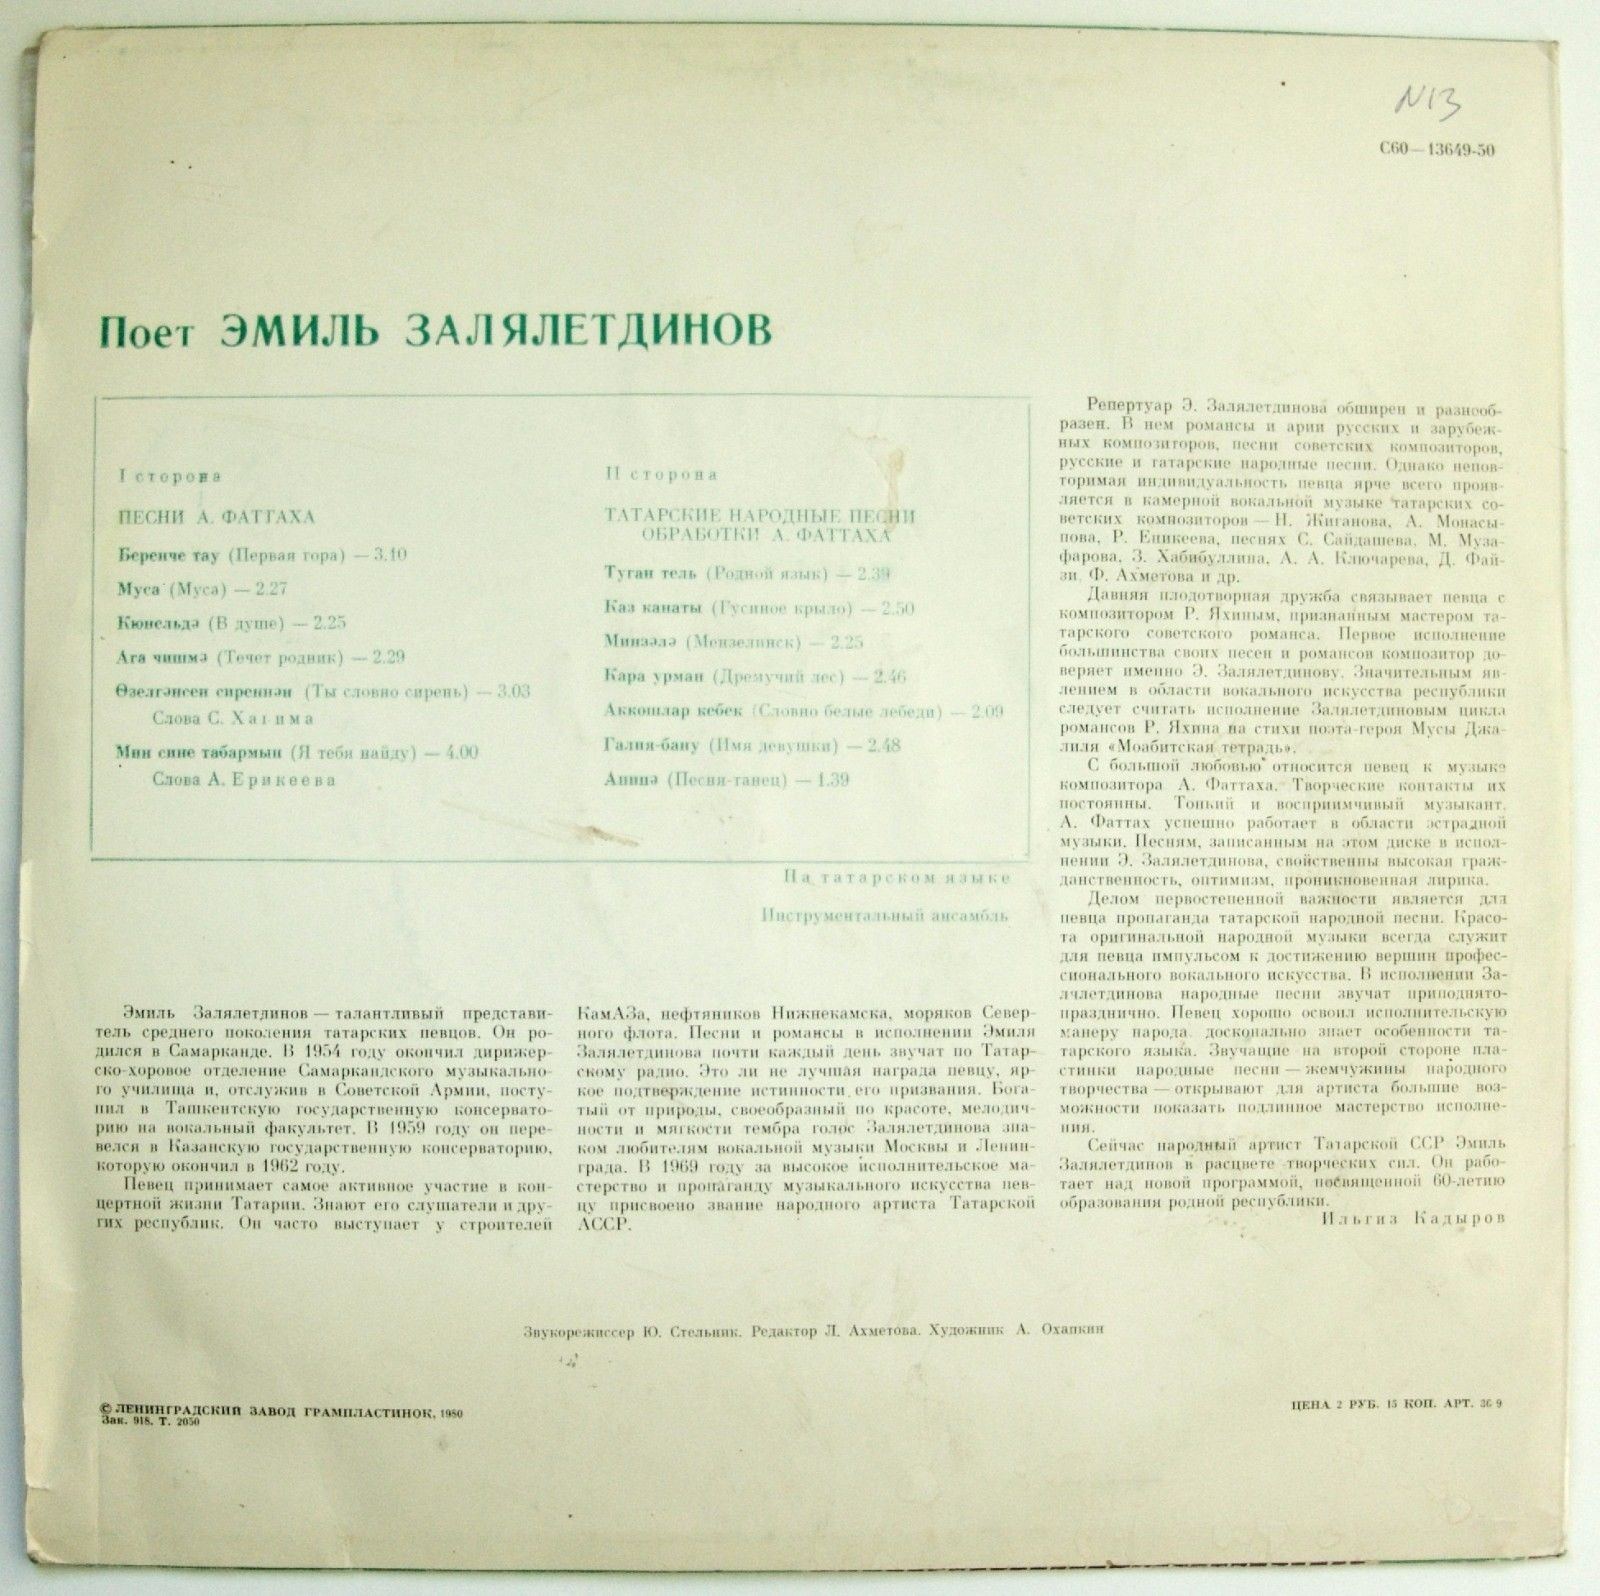 N13
С60—13649-50
Поет ЭМИЛЬ ЗАЛЯЛЕТДИНОВ
I сторона
ПЕСНИ А. ФАТТАХА
Беренче тау (Первая гора) — 3.10
Муса (Муса) — 2.27
Кюнельдә (В душе) — 2.25
Ага чишмә (Течет родник) — 2.29
Өзелгәнсең сиреннән (Ты словно сирень) — 3.03
Слова С. Хакима
Мин сине табармын (Я тебя найду) — 4.00
Слова А. Ерикеева
II сторона
ТАТАРСКИЕ НАРОДНЫЕ ПЕСНИ
ОБРАБОТКИ А. ФАТТАХА
Туган тель (Родной язык) — 2.39
Каз канаты (Гусиное крыло) — 2.50
Минзәлә (Мензелинск) — 2.25
Кара урман (Дремучий лес) — 2.46
Аккошлар кебек (Словно белые лебеди) — 2.09
Галия-бану (Имя девушки) — 2.48
Апипә (Песня-танец) — 1.39
На татарском языке
Инструментальный ансамбль
Эмиль Залялетдинов — талантливый представи-
тель среднего поколения татарских певцов. Он ро-
дился в Самарканде. В 1954 году окончил дирижер-
ско-хоровое отделение Самаркандского музыкально-
го училища и, отслужив в Советской Армии, посту-
пил в Ташкентскую государственную консервато-
рию на вокальный факультет. В 1959 году он пере-
велся в Казанскую государственную консерваторию,
которую окончил в 1962 году.
Певец принимает самое активное участие в кон-
цертной жизни Татарии. Знают его слушатели и дру-
гих республик. Он часто выступает у строителей
КамАЗа, нефтяников Нижнекамска, моряков Север-
ного флота. Песни и романсы в исполнении Эмиля
Залялетдинова почти каждый день звучат по Татар-
скому радио. Это ли не лучшая награда певцу, яр-
кое подтверждение истинности его призвания. Бога-
тый от природы, своеобразный по красоте, мелодич-
ности и мягкости тембра голос Залялетдинова зна-
ком любителям вокальной музыки Москвы и Ленин-
града. В 1969 году за высокое исполнительское ма-
стерство и пропаганду музыкального искусства пев-
цу присвоено звание народного артиста Татарской
АССР.
Репертуар Э. Залялетдинова обширен и разнооб-
разен. В нем романсы и арии русских и зарубеж-
ных композиторов, песни советских композиторов,
русские и татарские народные песни. Однако непов-
торимая индивидуальность певца ярче всего прояв-
ляется в камерной вокальной музыке татарских со-
ветских композиторов — Н. Жиганова, А. Монасы-
пова, Р. Еникеева, песнях С. Сайдашева, М. Муза-
фарова, З. Хабибуллина, А. А. Ключарева, Д. Фай-
зи, Ф. Ахметова и др.
Давняя плодотворная дружба связывает певца с
композитором Р. Яхиным, признанным мастером та-
тарского советского романса. Первое исполнение
большинства своих песен и романсов композитор до-
веряет именно Э. Залялетдинову. Значительным яв-
лением в области вокального искусства республики
следует считать исполнение Залялетдиновым цикла
романсов Р. Яхина на стихи поэта-героя Мусы Джа-
лиля «Моабитская тетрадь».
С большой любовью относится певец к музыке
композитора А. Фаттаха. Творческие контакты их
постоянны. Тонкий и восприимчивый музыкант,
А. Фаттах успешно работает в области эстрадной
музыки. Песням, записанным на этом диске в испол-
нении Э. Залялетдинова, свойственны высокая граж-
данственность, оптимизм, проникновенная лирика.
Делом первостепенной важности является для
певца пропаганда татарской народной песни. Красо-
та оригинальной народной музыки всегда служит
для певца импульсом к достижению вершин профес-
сионального вокального искусства. В исполнении За-
лялетдинова народные песни звучат приподнято-
празднично. Певец хорошо освоил исполнительскую
манеру народа, досконально знает особенности та-
тарского языка. Звучащие на второй стороне пла-
стинки народные песни — жемчужины народного
творчества — открывают для артиста большие воз-
можности показать подлинное мастерство исполне-
ния.
Сейчас народный артист Татарской ССР Эмиль
Залялетдинов в расцвете творческих сил. Он рабо-
тает над новой программой, посвященной 60-летию
образования родной республики.
Ильгиз Кадыров
Звукорежиссер Ю. Стельник. Редактор Л. Ахметова. Художник А. Охапкин
© ЛЕНИНГРАДСКИЙ ЗАВОД ГРАМПЛАСТИНОК, 1980
Зак. 918. Т. 2050
ЦЕНА 2 РУБ. 15 КОП. АРТ.